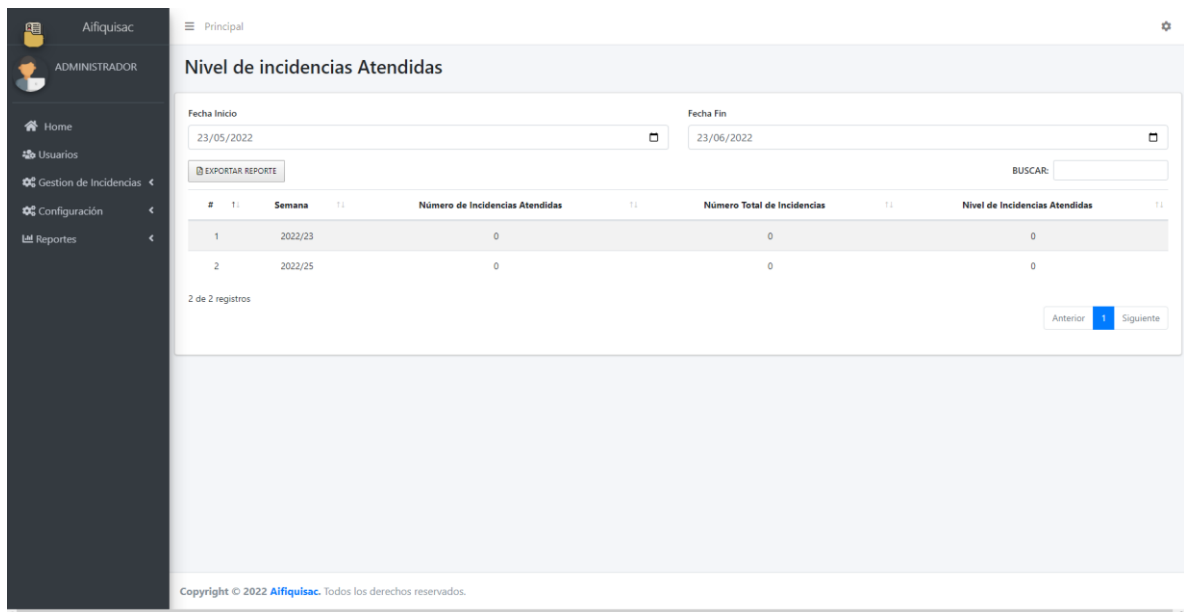 Aifiquisac
Principal
ADMINISTRADOR
Home
Usuarios
Gestion de Incidencias
Configuración
Reportes
Nivel de incidencias Atendidas
Fecha Inicio
Fecha Fin
23/05/2022
23/06/2022
EXPORTAR REPORTE
BUSCAR:
# Semana Número de Incidencias Atendidas Número Total de Incidencias Nivel de Incidencias Atendidas
1 2022/23 0 0 0
2 2022/25 0 0 0
2 de 2 registros
Anterior 1 Siguiente
Copyright © 2022 Aifiquisac. Todos los derechos reservados.